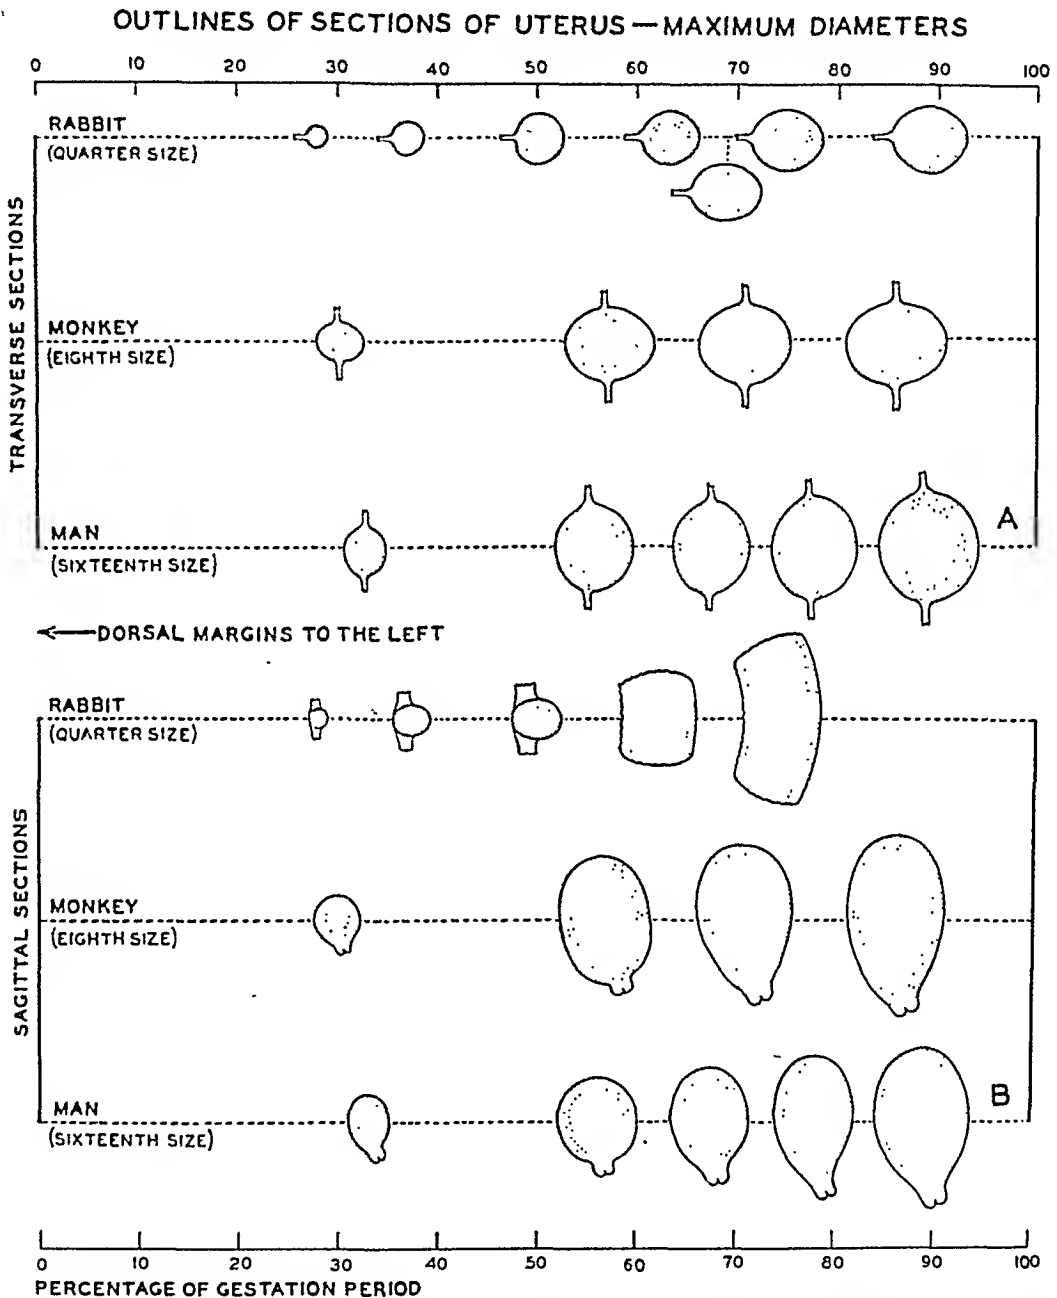 OUTLINES OF SECTIONS OF UTERUS — MAXIMUM DIAMETERS
0 10 20 30 40 50 60 70 80 90 100
TRANSVERSE SECTIONS
RABBIT
(QUARTER SIZE)
MONKEY
(EIGHTH SIZE)
MAN
(SIXTEENTH SIZE)
A
←DORSAL MARGINS TO THE LEFT
SAGITTAL SECTIONS
RABBIT
(QUARTER SIZE)
MONKEY
(EIGHTH SIZE)
MAN
(SIXTEENTH SIZE)
B
0 10 20 30 40 50 60 70 80 90 100
PERCENTAGE OF GESTATION PERIOD